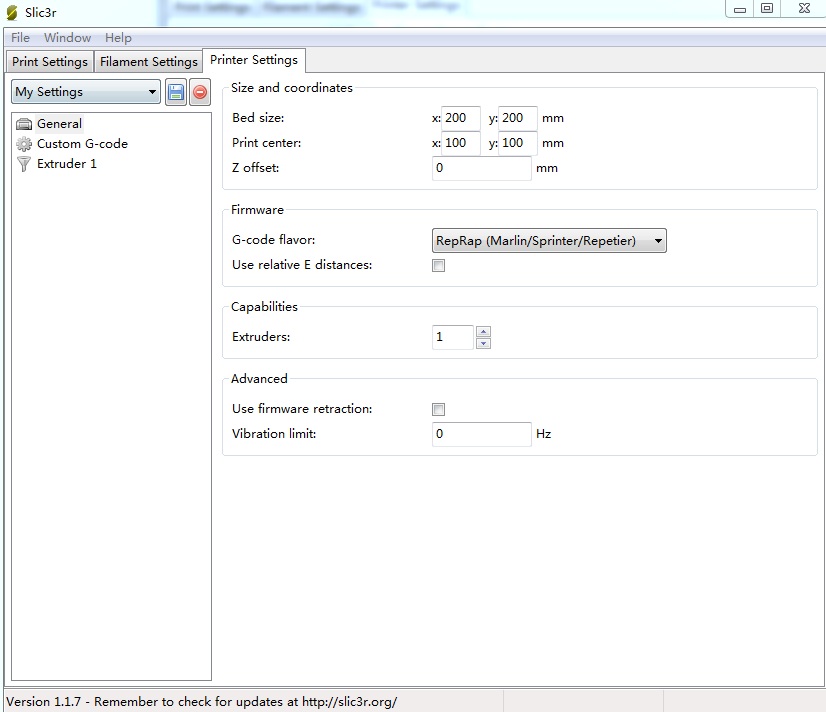 Slic3r
File Window Help
Print Settings Filament Settings Printer Settings
My Settings
General
Custom G-code
Extruder 1
Size and coordinates
Bed size: x: 200 y: 200 mm
Print center: x: 100 y: 100 mm
Z offset: 0 mm
Firmware
G-code flavor: RepRap (Marlin/Sprinter/Repetier)
Use relative E distances:
Capabilities
Extruders: 1
Advanced
Use firmware retraction:
Vibration limit: 0 Hz
Version 1.1.7 - Remember to check for updates at http://slic3r.org/